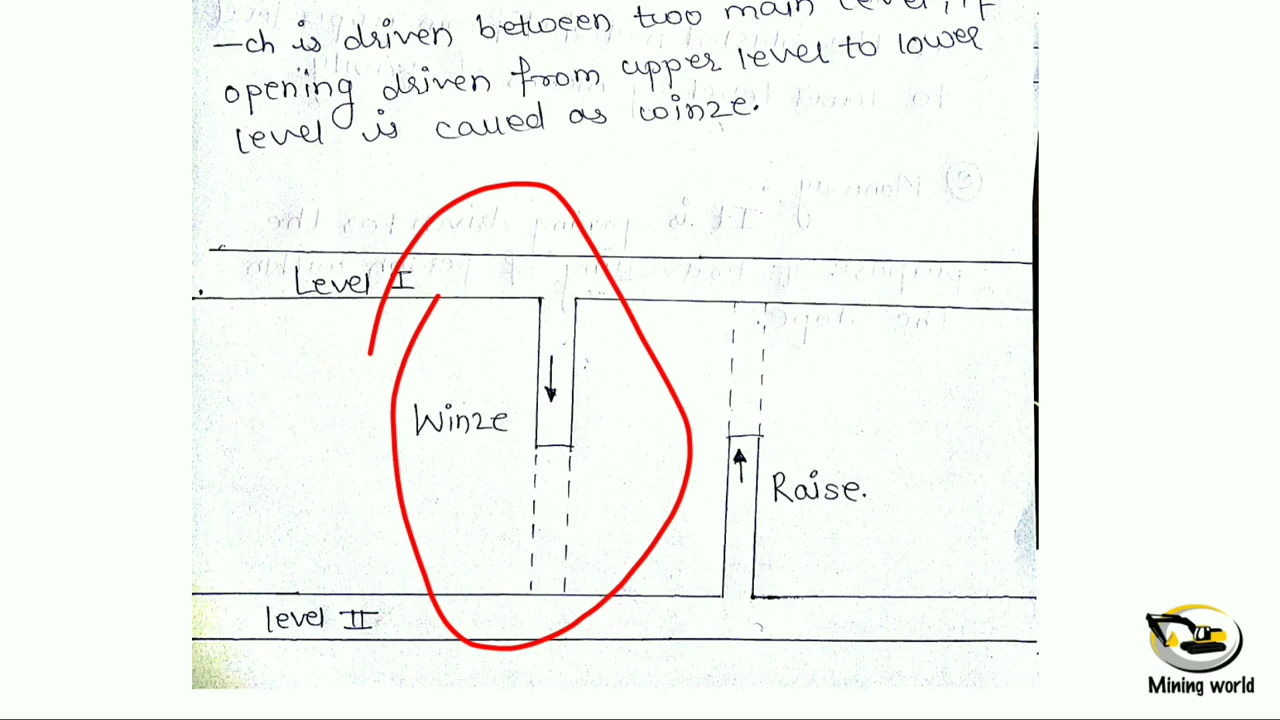 -ch is driven between two main level, if
opening driven from upper level to lower
level is called as winze.
Level I
Winze
Raise.
level II
Mining world